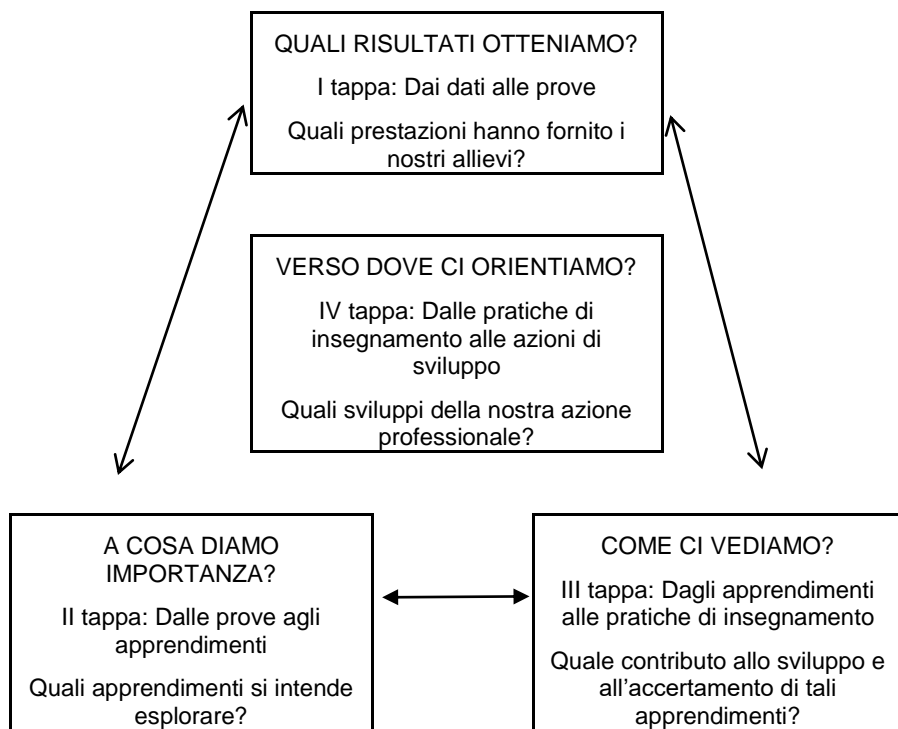 QUALI RISULTATI OTTENIAMO?
I tappa: Dai dati alle prove
Quali prestazioni hanno fornito i
nostri allievi?
VERSO DOVE CI ORIENTIAMO?
IV tappa: Dalle pratiche di
insegnamento alle azioni di
sviluppo
Quali sviluppi della nostra azione
professionale?
A COSA DIAMO
IMPORTANZA?
II tappa: Dalle prove agli
apprendimenti
Quali apprendimenti si intende
esplorare?
COME CI VEDIAMO?
III tappa: Dagli apprendimenti
alle pratiche di insegnamento
Quale contributo allo sviluppo e
all’accertamento di tali
apprendimenti?